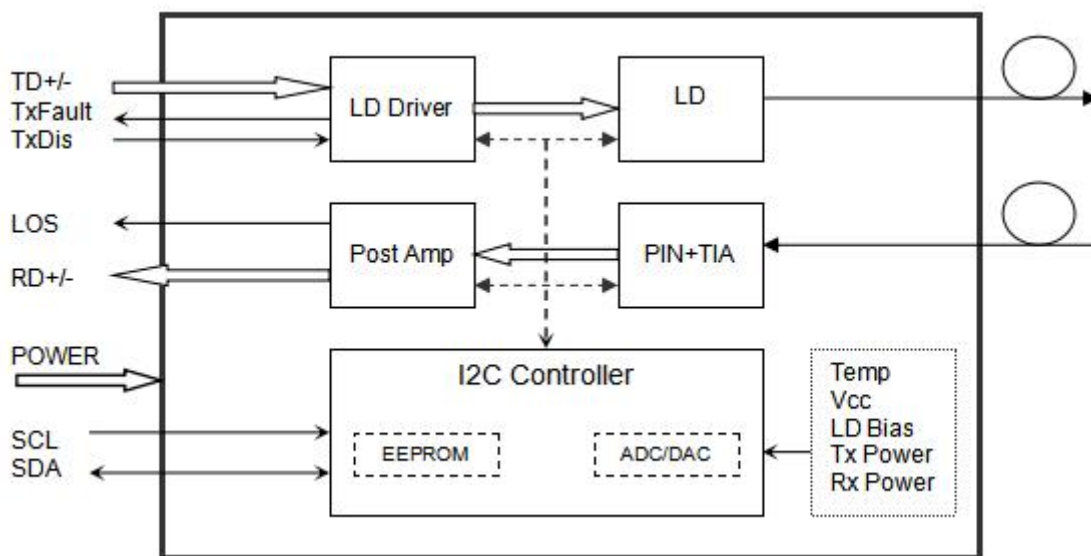 TD+/-
TxFault
TxDis
LD Driver
LD
LOS
RD+/-
Post Amp
PIN+TIA
POWER
SCL
SDA
I2C Controller
EEPROM
ADC/DAC
Temp
Vcc
LD Bias
Tx Power
Rx Power